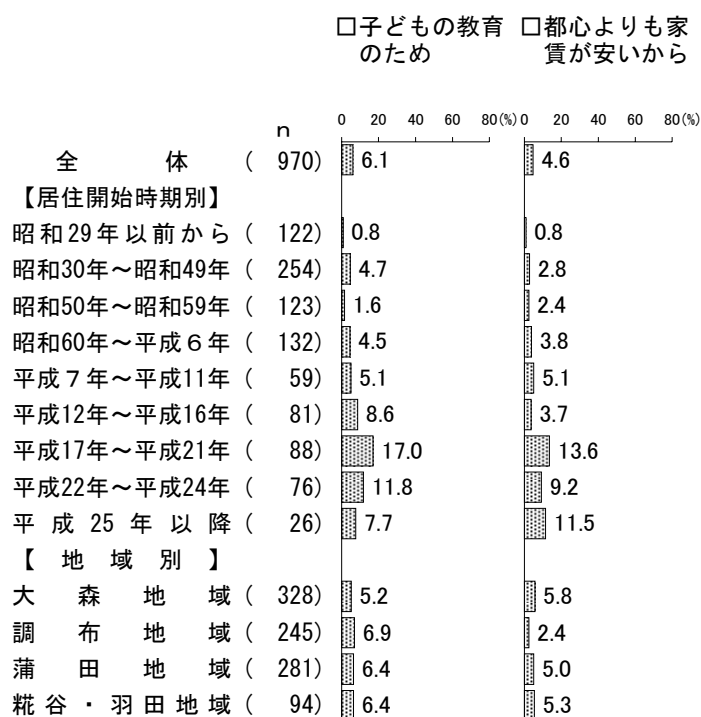 □子どもの教育のため □都心よりも家賃が安いから
n 0 20 40 60 80(%) 0 20 40 60 80(%)
全体 ( 970) 6.1 4.6
【居住開始時期別】
昭和29年以前から ( 122) 0.8 0.8
昭和30年～昭和49年 ( 254) 4.7 2.8
昭和50年～昭和59年 ( 123) 1.6 2.4
昭和60年～平成６年 ( 132) 4.5 3.8
平成７年～平成11年 ( 59) 5.1 5.1
平成12年～平成16年 ( 81) 8.6 3.7
平成17年～平成21年 ( 88) 17.0 13.6
平成22年～平成24年 ( 76) 11.8 9.2
平成25年以降 ( 26) 7.7 11.5
【地域別】
大森地域 ( 328) 5.2 5.8
調布地域 ( 245) 6.9 2.4
蒲田地域 ( 281) 6.4 5.0
糀谷・羽田地域 ( 94) 6.4 5.3